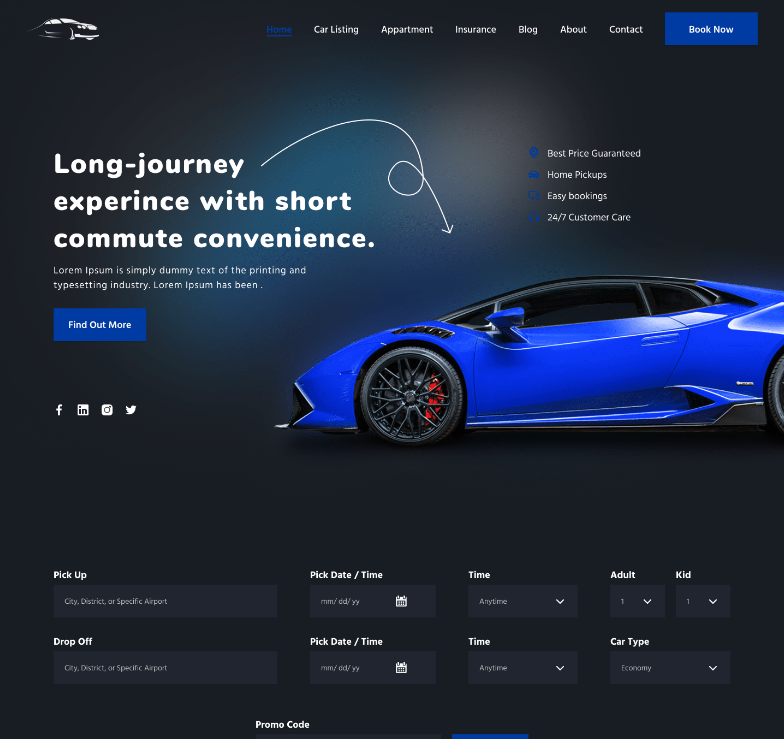 Home Car Listing Appartment Insurance Blog About Contact Book Now
Long-journey
experince with short
commute convenience.
Lorem Ipsum is simply dummy text of the printing and
typesetting industry. Lorem Ipsum has been .
Find Out More
Best Price Guaranteed
Home Pickups
Easy bookings
24/7 Customer Care
Pick Up Pick Date / Time Time Adult Kid
City, District, or Specific Airport mm/ dd/ yy Anytime 1 1
Drop Off Pick Date / Time Time Car Type
City, District, or Specific Airport mm/ dd/ yy Anytime Economy
Promo Code